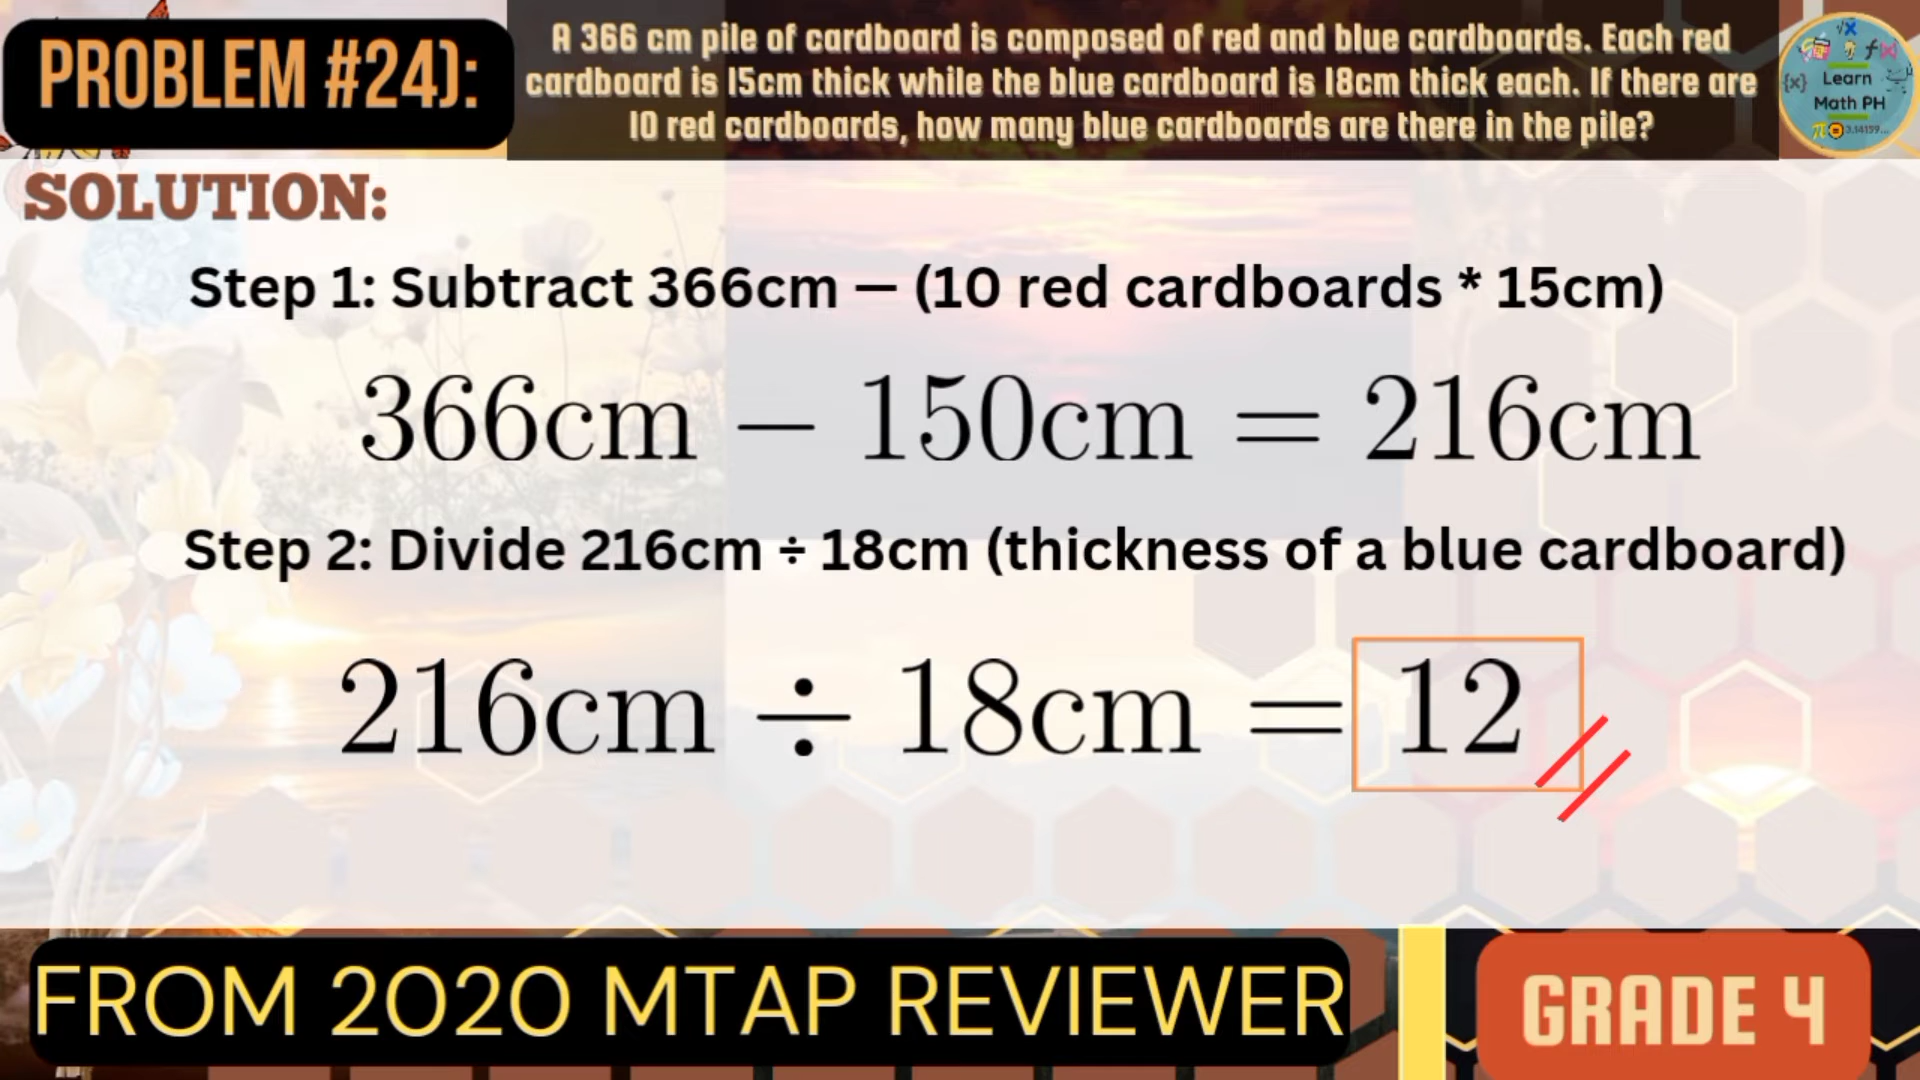 PROBLEM #24):
A 366 cm pile of cardboard is composed of red and blue cardboards. Each red
cardboard is 15cm thick while the blue cardboard is 18cm thick each. If there are
10 red cardboards, how many blue cardboards are there in the pile?
√X
f(x)
{x}
Learn
Math PH
π
3.14159...
SOLUTION:
Step 1: Subtract 366cm — (10 red cardboards * 15cm)
366cm − 150cm = 216cm
Step 2: Divide 216cm ÷ 18cm (thickness of a blue cardboard)
216cm ÷ 18cm = 12
FROM 2020 MTAP REVIEWER
GRADE 4